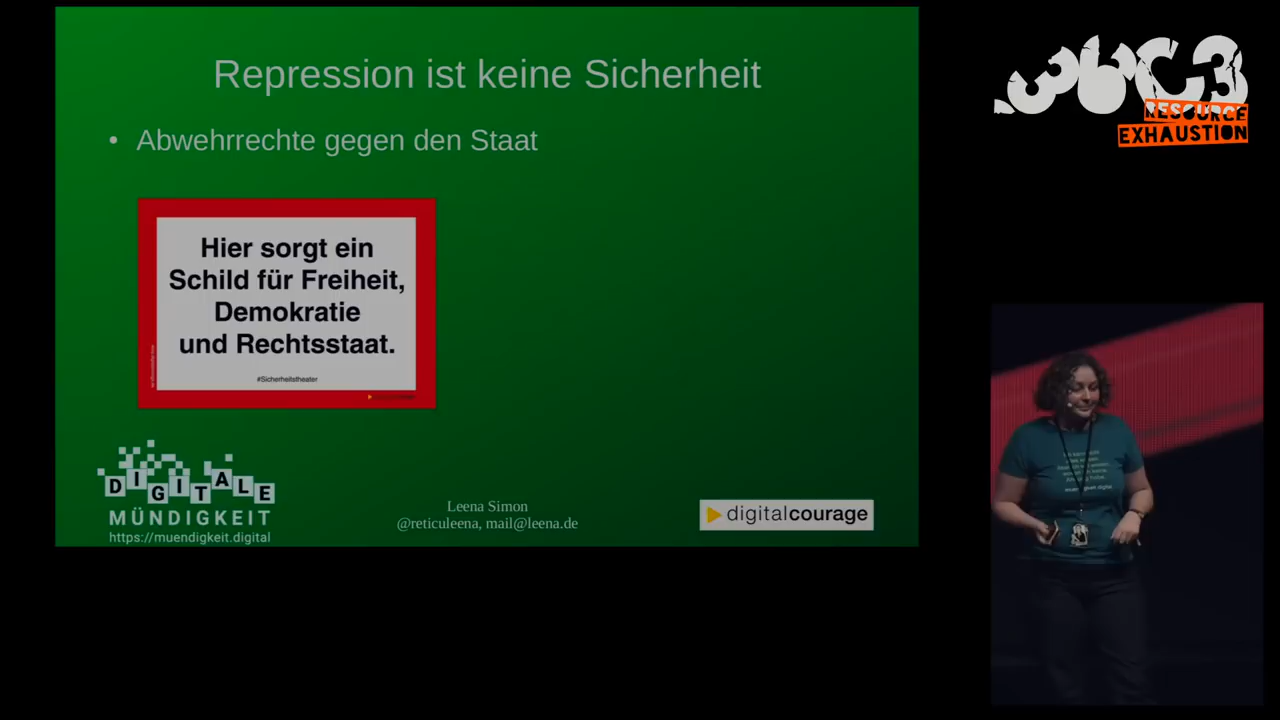 Repression ist keine Sicherheit
• Abwehrrechte gegen den Staat
Hier sorgt ein
Schild für Freiheit,
Demokratie
und Rechtsstaat.
#Sicherheitstheater
DIGITALE
MÜNDIGKEIT
https://muendigkeit.digital
Leena Simon
@reticuleena, mail@leena.de
digitalcourage
36C3
RESOURCE
EXHAUSTION